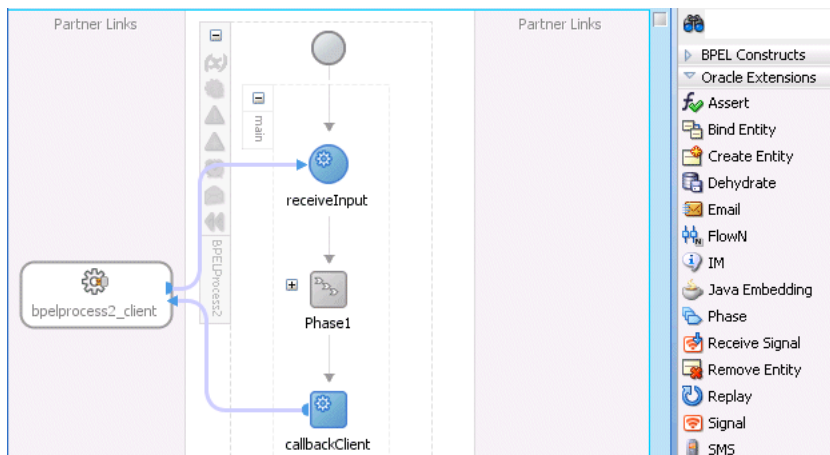 Partner Links
Partner Links
main
receiveInput
BPELProcess2
bpelprocess2_client
Phase1
callbackClient
BPEL Constructs
Oracle Extensions
Assert
Bind Entity
Create Entity
Dehydrate
Email
FlowN
IM
Java Embedding
Phase
Receive Signal
Remove Entity
Replay
Signal
SMS